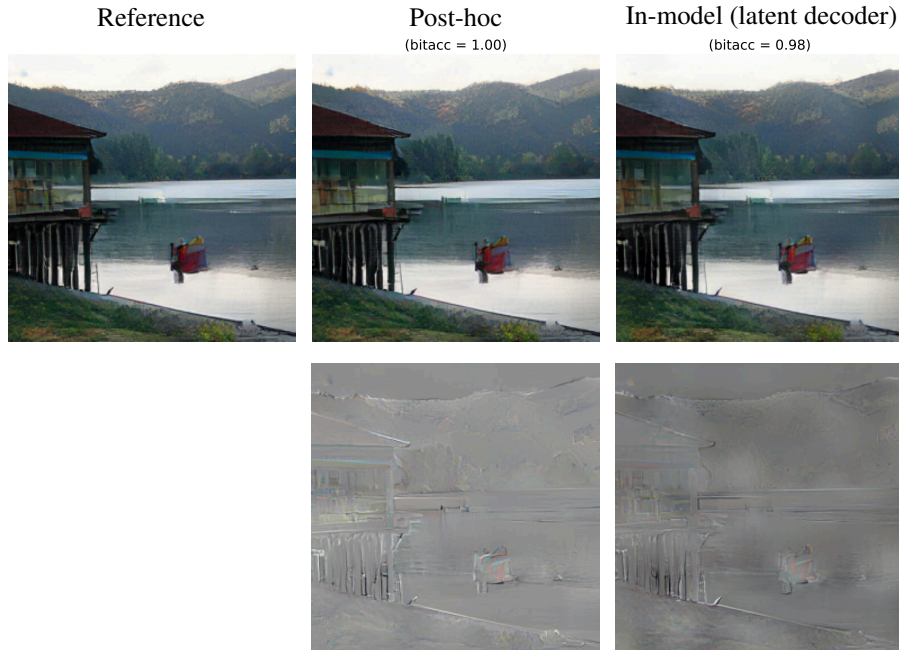 Reference
Post-hoc
In-model (latent decoder)
(bitacc = 1.00)
(bitacc = 0.98)